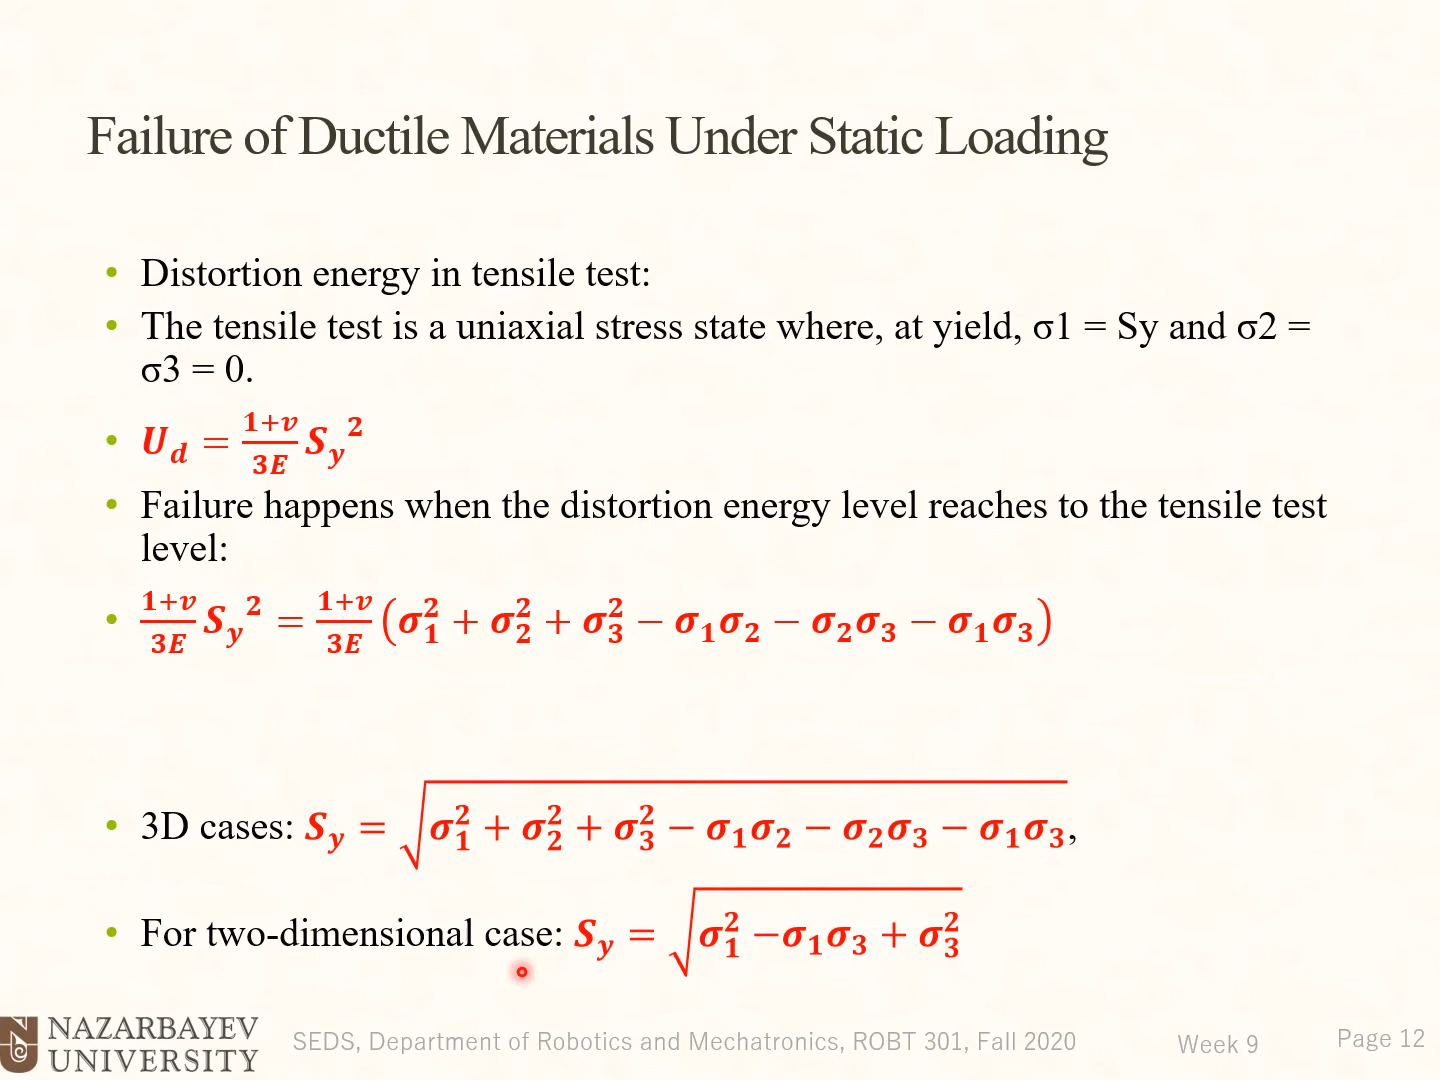 Failure of Ductile Materials Under Static Loading
• Distortion energy in tensile test:
• The tensile test is a uniaxial stress state where, at yield, σ1 = Sy and σ2 =
σ3 = 0.
• $U_d = \frac{1+v}{3E} S_y^2$
• Failure happens when the distortion energy level reaches to the tensile test
level:
• $\frac{1+v}{3E} S_y^2 = \frac{1+v}{3E} (σ_1^2 + σ_2^2 + σ_3^2 − σ_1σ_2 − σ_2σ_3 − σ_1σ_3)$
• 3D cases: $S_y = \sqrt{σ_1^2 + σ_2^2 + σ_3^2 − σ_1σ_2 − σ_2σ_3 − σ_1σ_3}$,
• For two-dimensional case: $S_y = \sqrt{σ_1^2 − σ_1σ_3 + σ_3^2}$
NAZARBAYEV
UNIVERSITY
SEDS, Department of Robotics and Mechatronics, ROBT 301, Fall 2020
Week 9
Page 12